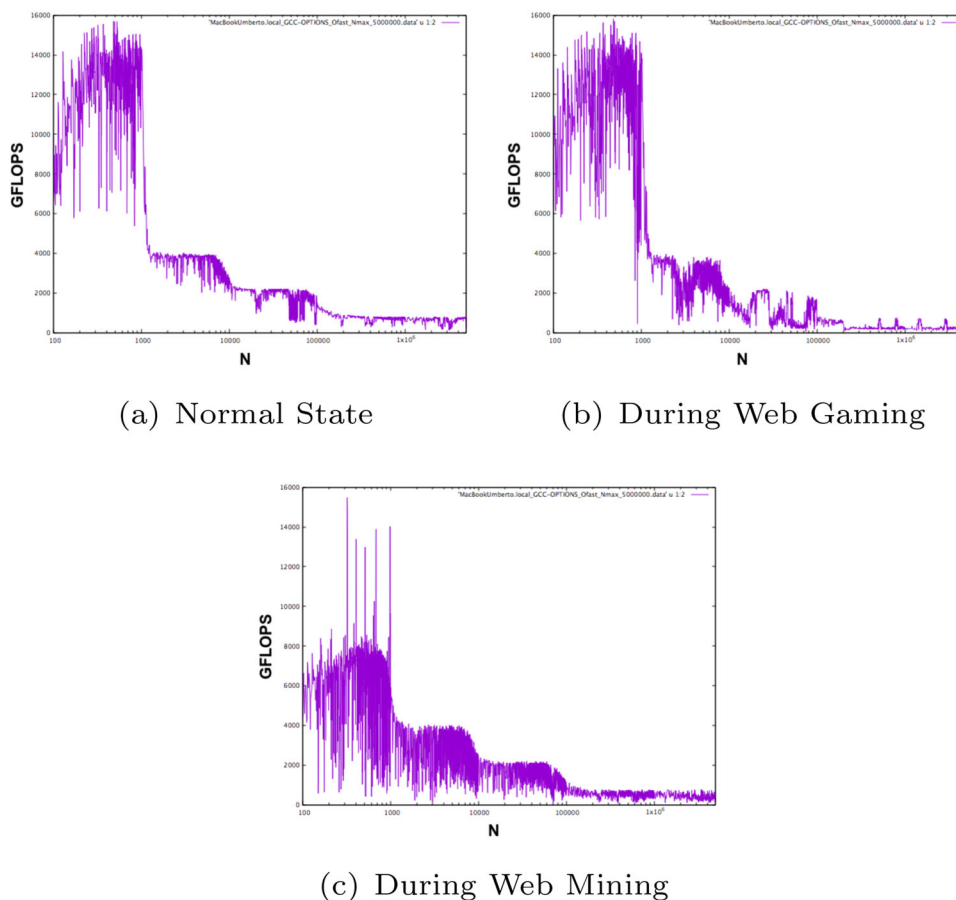 'MacBookUmberto.local_GCC-OPTIONS_Ofast_Nmax_5000000.data' u 1:2
16000
14000
12000
10000
8000
6000
4000
2000
0
GFLOPS
100 1000 10000 100000 1x10⁶
N
(a) Normal State
'MacBookUmberto.local_GCC-OPTIONS_Ofast_Nmax_5000000.data' u 1:2
16000
14000
12000
10000
8000
6000
4000
2000
0
GFLOPS
100 1000 10000 100000 1x10⁶
N
(b) During Web Gaming
'MacBookUmberto.local_GCC-OPTIONS_Ofast_Nmax_5000000.data' u 1:2
16000
14000
12000
10000
8000
6000
4000
2000
0
GFLOPS
100 1000 10000 100000 1x10⁶
N
(c) During Web Mining